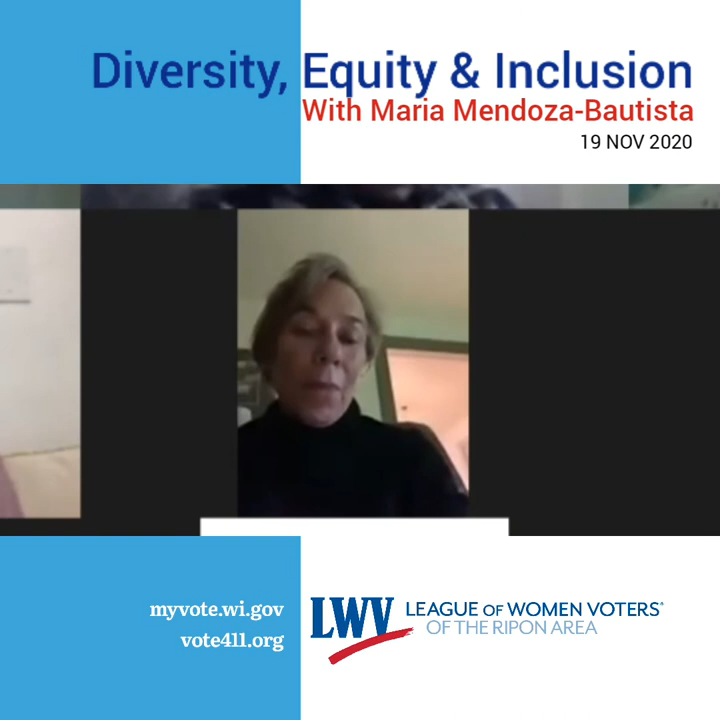 Diversity, Equity & Inclusion
With Maria Mendoza-Bautista
19 NOV 2020
myvote.wi.gov
vote411.org
LWV LEAGUE OF WOMEN VOTERS®
OF THE RIPON AREA